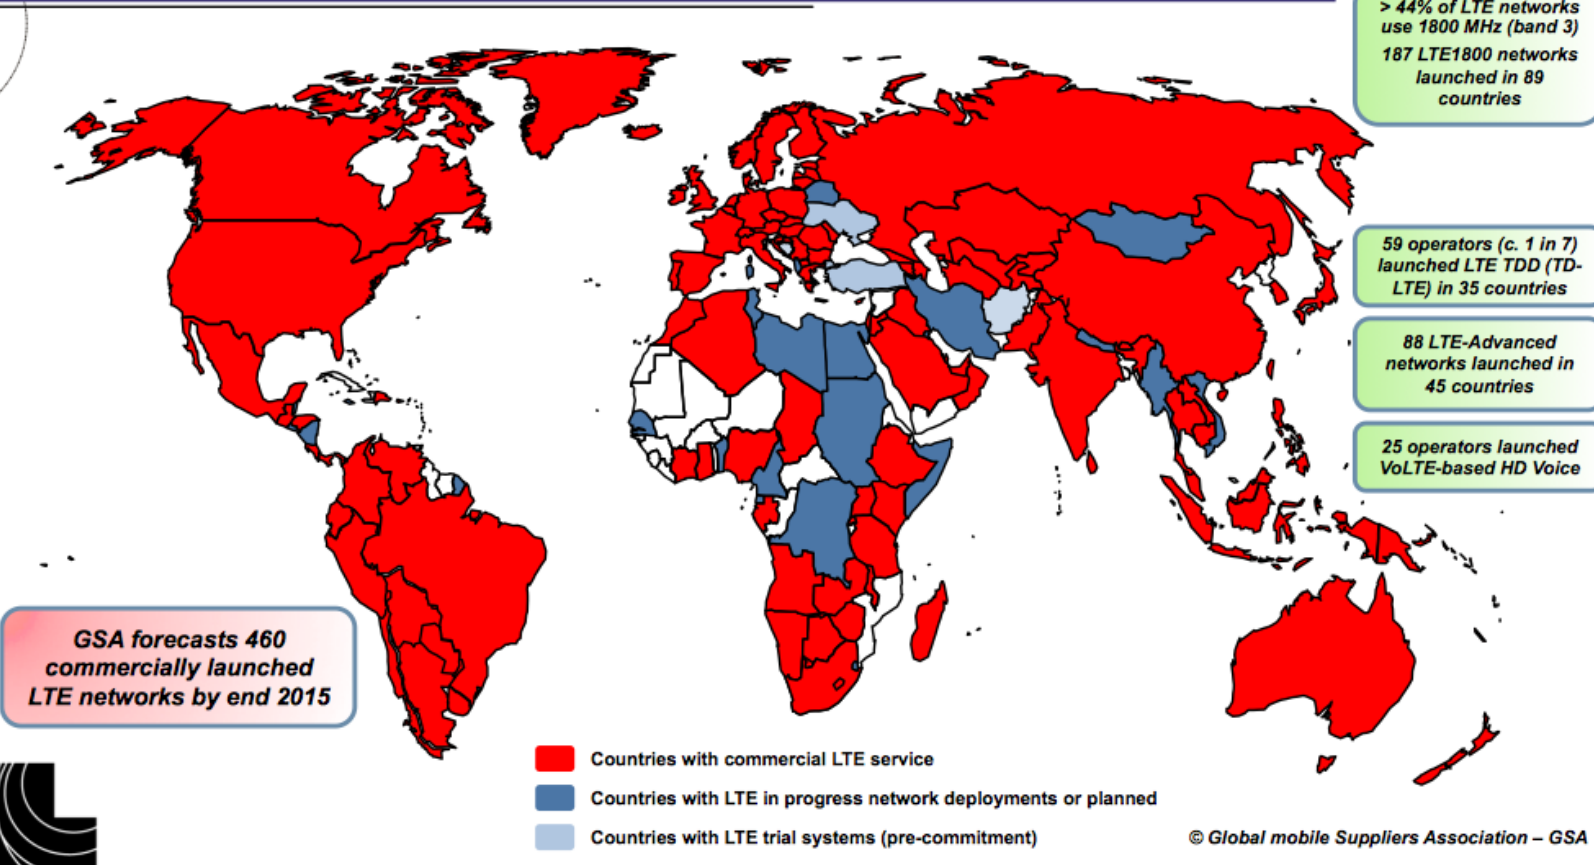 > 44% of LTE networks
use 1800 MHz (band 3)
187 LTE1800 networks
launched in 89
countries
59 operators (c. 1 in 7)
launched LTE TDD (TD-
LTE) in 35 countries
88 LTE-Advanced
networks launched in
45 countries
25 operators launched
VoLTE-based HD Voice
GSA forecasts 460
commercially launched
LTE networks by end 2015
Countries with commercial LTE service
Countries with LTE in progress network deployments or planned
Countries with LTE trial systems (pre-commitment)
© Global mobile Suppliers Association – GSA